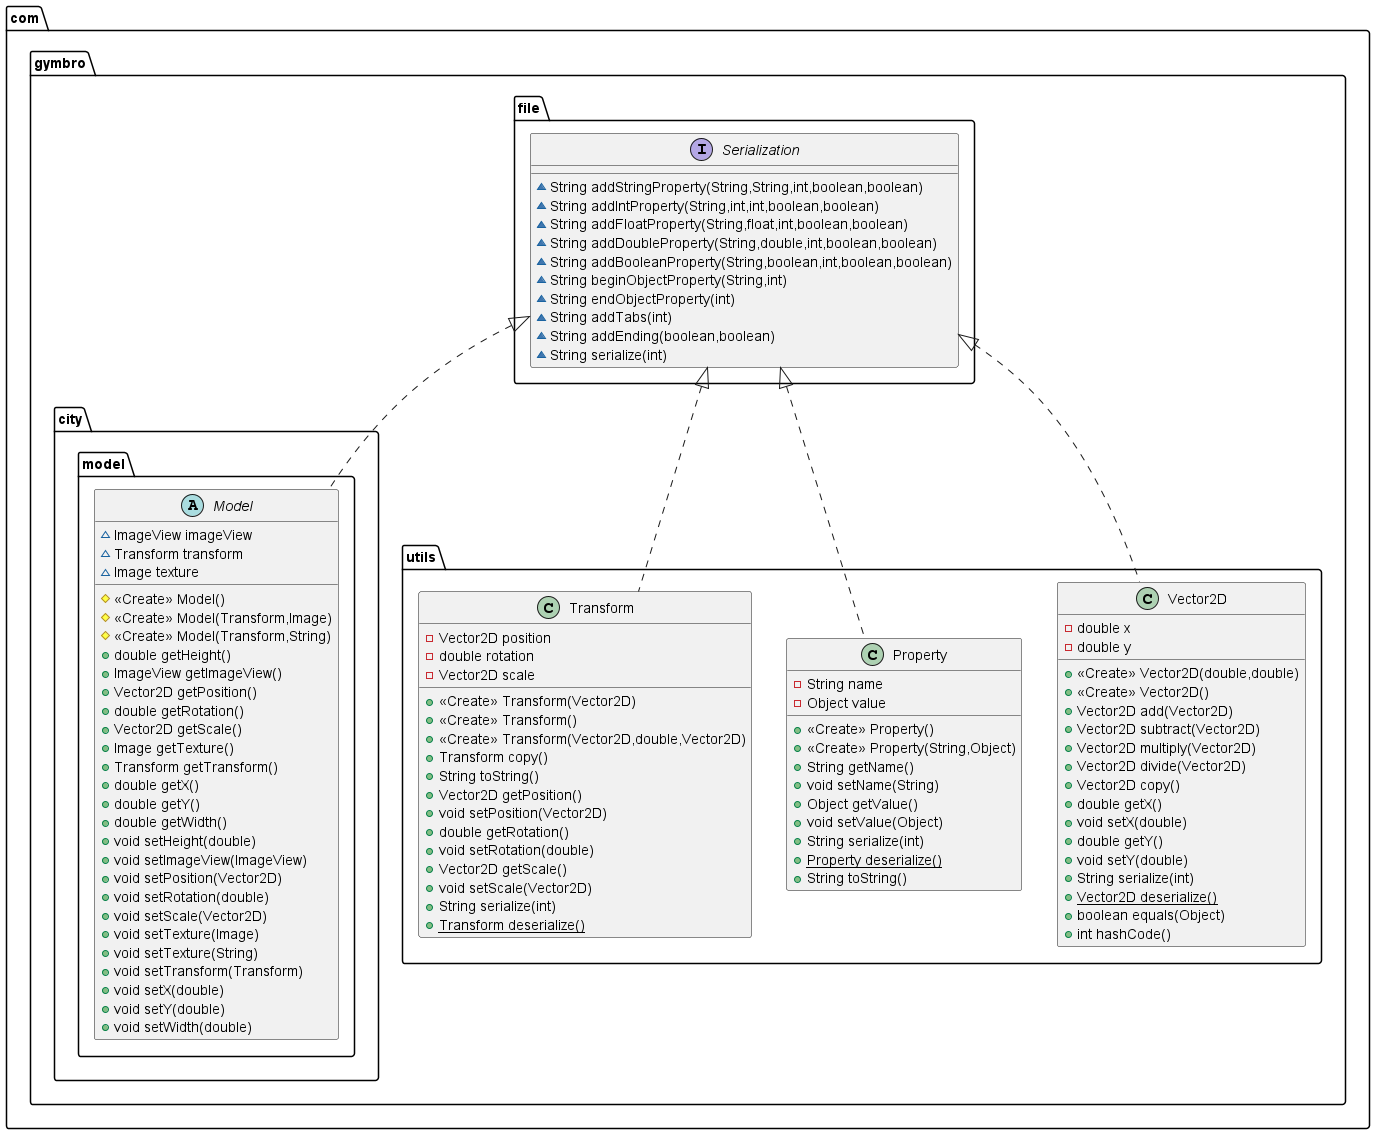 com
gymbro
file
I Serialization
String addStringProperty(String,String,int,boolean,boolean)
String addIntProperty(String,int,int,boolean,boolean)
String addFloatProperty(String,float,int,boolean,boolean)
String addDoubleProperty(String,double,int,boolean,boolean)
String addBooleanProperty(String,boolean,int,boolean,boolean)
String beginObjectProperty(String,int)
String endObjectProperty(int)
String addTabs(int)
String addEnding(boolean,boolean)
String serialize(int)
city
model
A Model
ImageView imageView
Transform transform
Image texture
«Create» Model()
«Create» Model(Transform,Image)
«Create» Model(Transform,String)
double getHeight()
ImageView getImageView()
Vector2D getPosition()
double getRotation()
Vector2D getScale()
Image getTexture()
Transform getTransform()
double getX()
double getY()
double getWidth()
void setHeight(double)
void setImageView(ImageView)
void setPosition(Vector2D)
void setRotation(double)
void setScale(Vector2D)
void setTexture(Image)
void setTexture(String)
void setTransform(Transform)
void setX(double)
void setY(double)
void setWidth(double)
utils
C Transform
Vector2D position
double rotation
Vector2D scale
«Create» Transform(Vector2D)
«Create» Transform()
«Create» Transform(Vector2D,double,Vector2D)
Transform copy()
String toString()
Vector2D getPosition()
void setPosition(Vector2D)
double getRotation()
void setRotation(double)
Vector2D getScale()
void setScale(Vector2D)
String serialize(int)
Transform deserialize()
C Property
String name
Object value
«Create» Property()
«Create» Property(String,Object)
String getName()
void setName(String)
Object getValue()
void setValue(Object)
String serialize(int)
Property deserialize()
String toString()
C Vector2D
double x
double y
«Create» Vector2D(double,double)
«Create» Vector2D()
Vector2D add(Vector2D)
Vector2D subtract(Vector2D)
Vector2D multiply(Vector2D)
Vector2D divide(Vector2D)
Vector2D copy()
double getX()
void setX(double)
double getY()
void setY(double)
String serialize(int)
Vector2D deserialize()
boolean equals(Object)
int hashCode()